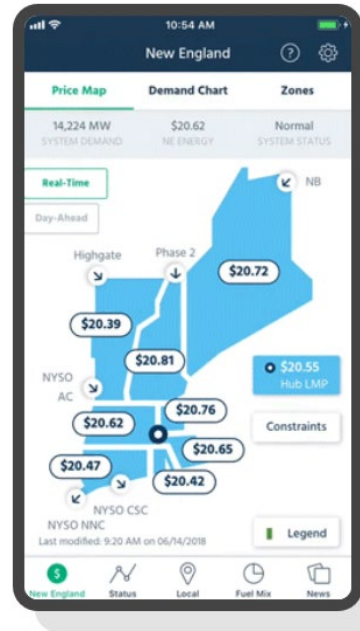 10:54 AM
New England
?
Price Map Demand Chart Zones
14,224 MW $20.62 Normal
SYSTEM DEMAND NE ENERGY SYSTEM STATUS
Real-Time
NB
Day-Ahead
Highgate Phase 2
$20.72
$20.39
$20.81
NYSO
AC
$20.55
Hub LMP
$20.76
$20.62
Constraints
$20.65
$20.47
$20.42
NYSO CSC
NYSO NNC
Last modified: 9:20 AM on 06/14/2018
Legend
$
New England Status Local Fuel Mix News